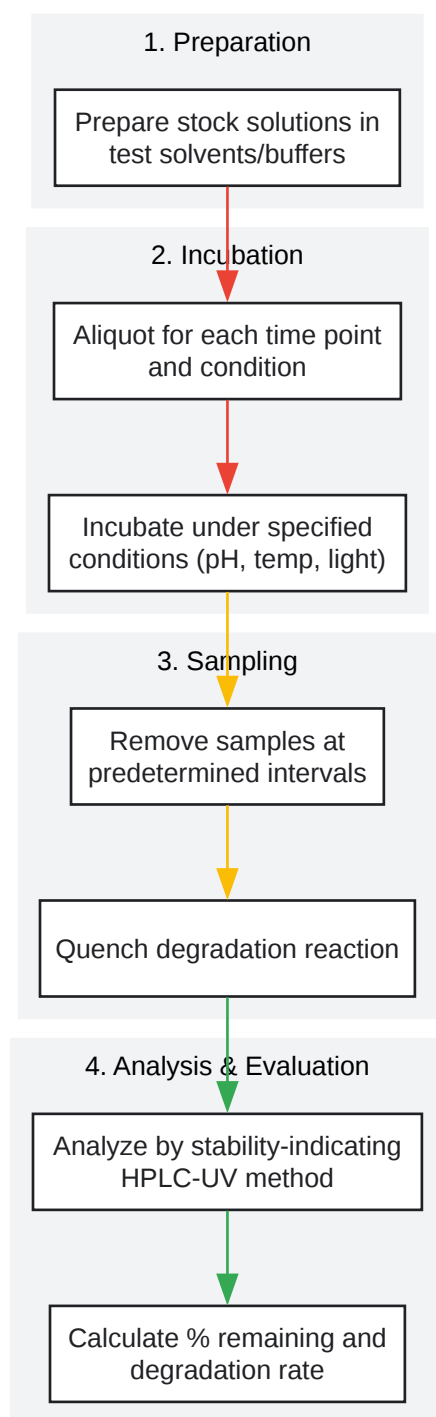 1. Preparation
Prepare stock solutions in
test solvents/buffers
2. Incubation
Aliquot for each time point
and condition
Incubate under specified
conditions (pH, temp, light)
3. Sampling
Remove samples at
predetermined intervals
Quench degradation reaction
4. Analysis & Evaluation
Analyze by stability-indicating
HPLC-UV method
Calculate % remaining and
degradation rate